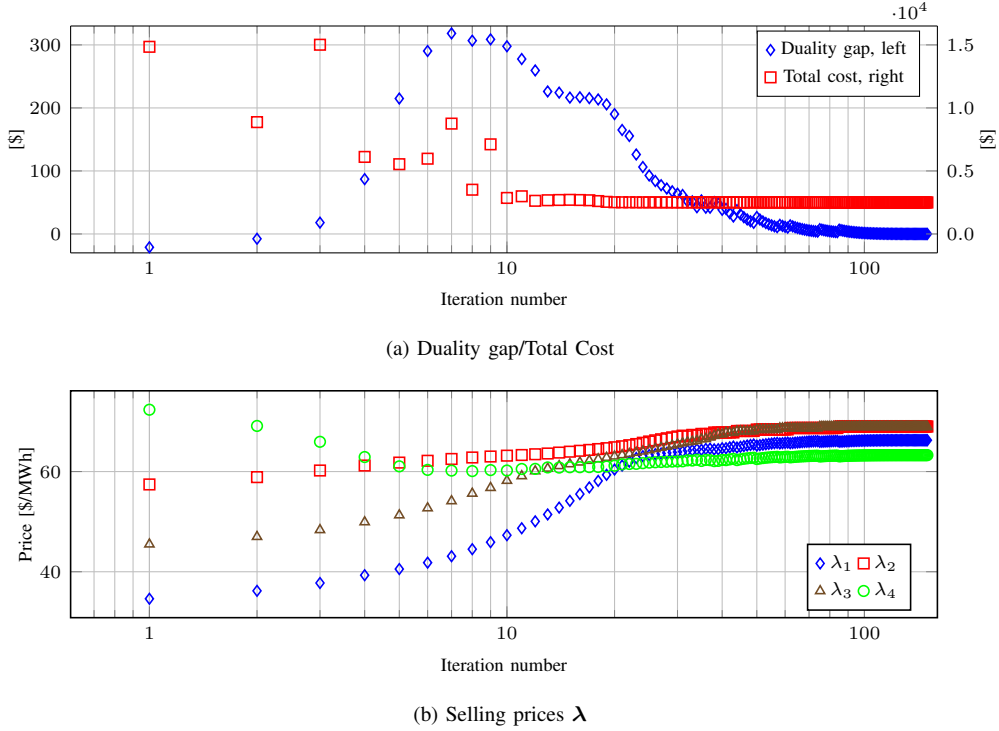 ·10⁴
300
200
100
0
[$]
1.5
1.0
0.5
0.0
[$]
Duality gap, left
Total cost, right
1
10
100
Iteration number
(a) Duality gap/Total Cost
60
40
Price [$/MWh]
λ₁ λ₂
λ₃ λ₄
1
10
100
Iteration number
(b) Selling prices λ